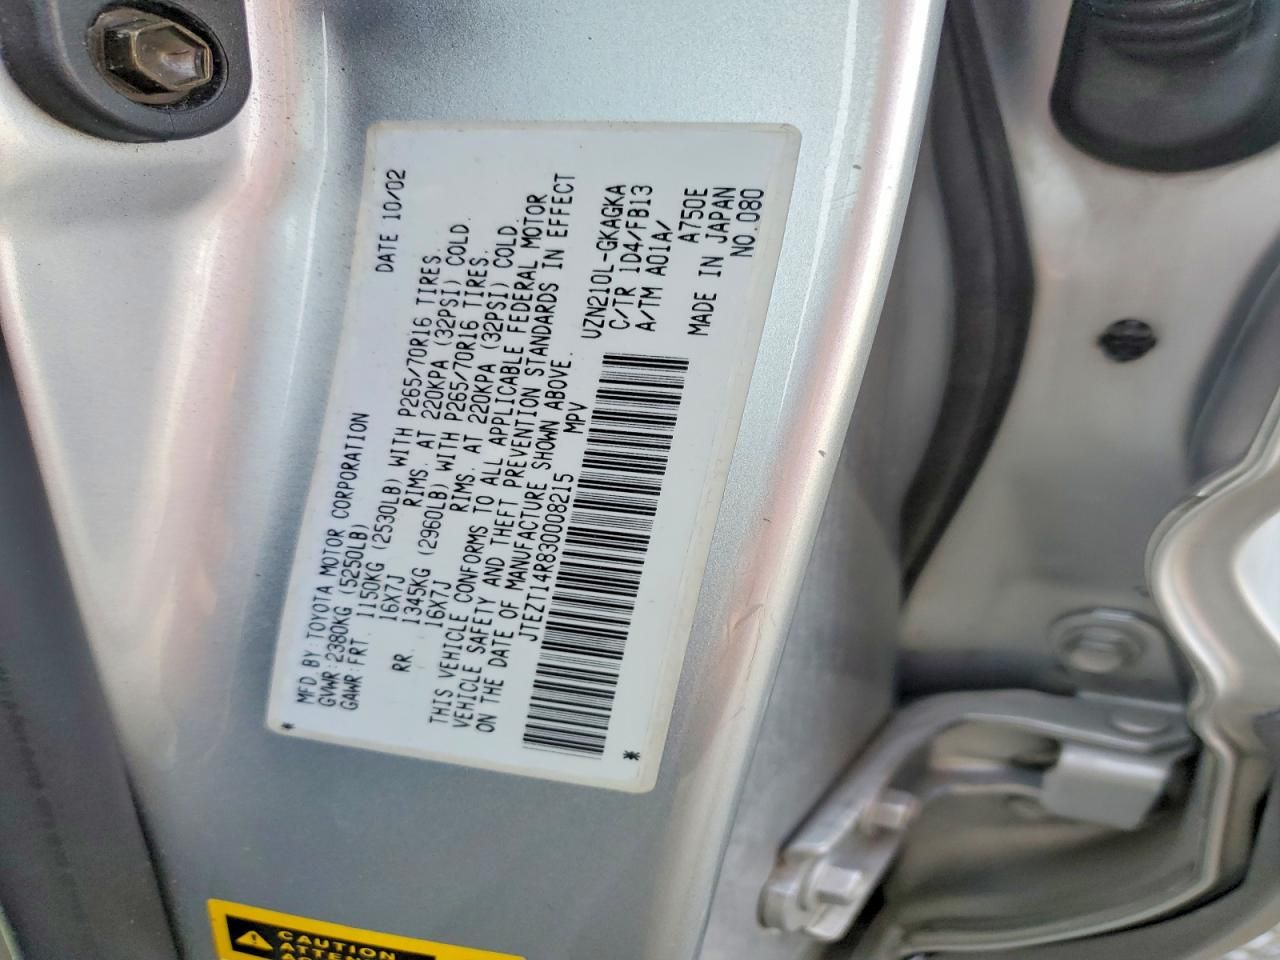 MFD BY: TOYOTA MOTOR CORPORATION DATE 10/02
GVWR: 2380KG (5250LB)
GAWR: FRT. 1150KG (2530LB) WITH P265/70R16 TIRES.
16X7J RIMS. AT 220KPA (32PSI) COLD.
RR. 1345KG (2960LB) WITH P265/70R16 TIRES.
16X7J RIMS. AT 220KPA (32PSI) COLD.
THIS VEHICLE CONFORMS TO ALL APPLICABLE FEDERAL MOTOR
VEHICLE SAFETY AND THEFT PREVENTION STANDARDS IN EFFECT
ON THE DATE OF MANUFACTURE SHOWN ABOVE.
JTEZT14R830008215 MPV
UZN210L-GKAGKA
C/TR 1D4/FB13
A/TM A01A/ A750E
MADE IN JAPAN
NO.080
* *
CAUTION